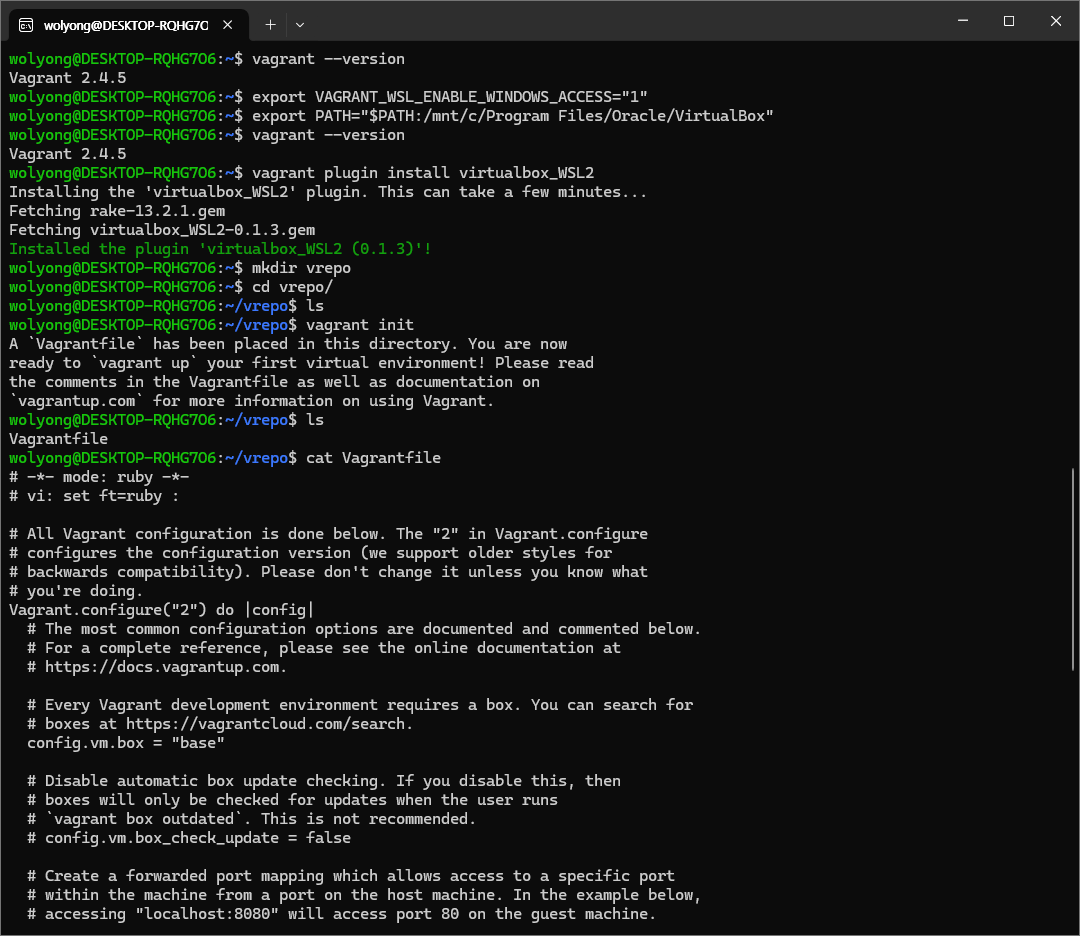 wolyong@DESKTOP-RQHG7O
wolyong@DESKTOP-RQHG7O6:~$ vagrant --version
Vagrant 2.4.5
wolyong@DESKTOP-RQHG7O6:~$ export VAGRANT_WSL_ENABLE_WINDOWS_ACCESS="1"
wolyong@DESKTOP-RQHG7O6:~$ export PATH="$PATH:/mnt/c/Program Files/Oracle/VirtualBox"
wolyong@DESKTOP-RQHG7O6:~$ vagrant --version
Vagrant 2.4.5
wolyong@DESKTOP-RQHG7O6:~$ vagrant plugin install virtualbox_WSL2
Installing the 'virtualbox_WSL2' plugin. This can take a few minutes...
Fetching rake-13.2.1.gem
Fetching virtualbox_WSL2-0.1.3.gem
Installed the plugin 'virtualbox_WSL2 (0.1.3)'!
wolyong@DESKTOP-RQHG7O6:~$ mkdir vrepo
wolyong@DESKTOP-RQHG7O6:~$ cd vrepo/
wolyong@DESKTOP-RQHG7O6:~/vrepo$ ls
wolyong@DESKTOP-RQHG7O6:~/vrepo$ vagrant init
A `Vagrantfile` has been placed in this directory. You are now
ready to `vagrant up` your first virtual environment! Please read
the comments in the Vagrantfile as well as documentation on
`vagrantup.com` for more information on using Vagrant.
wolyong@DESKTOP-RQHG7O6:~/vrepo$ ls
Vagrantfile
wolyong@DESKTOP-RQHG7O6:~/vrepo$ cat Vagrantfile
# -*- mode: ruby -*-
# vi: set ft=ruby :

# All Vagrant configuration is done below. The "2" in Vagrant.configure
# configures the configuration version (we support older styles for
# backwards compatibility). Please don't change it unless you know what
# you're doing.
Vagrant.configure("2") do |config|
  # The most common configuration options are documented and commented below.
  # For a complete reference, please see the online documentation at
  # https://docs.vagrantup.com.

  # Every Vagrant development environment requires a box. You can search for
  # boxes at https://vagrantcloud.com/search.
  config.vm.box = "base"

  # Disable automatic box update checking. If you disable this, then
  # boxes will only be checked for updates when the user runs
  # `vagrant box outdated`. This is not recommended.
  # config.vm.box_check_update = false

  # Create a forwarded port mapping which allows access to a specific port
  # within the machine from a port on the host machine. In the example below,
  # accessing "localhost:8080" will access port 80 on the guest machine.